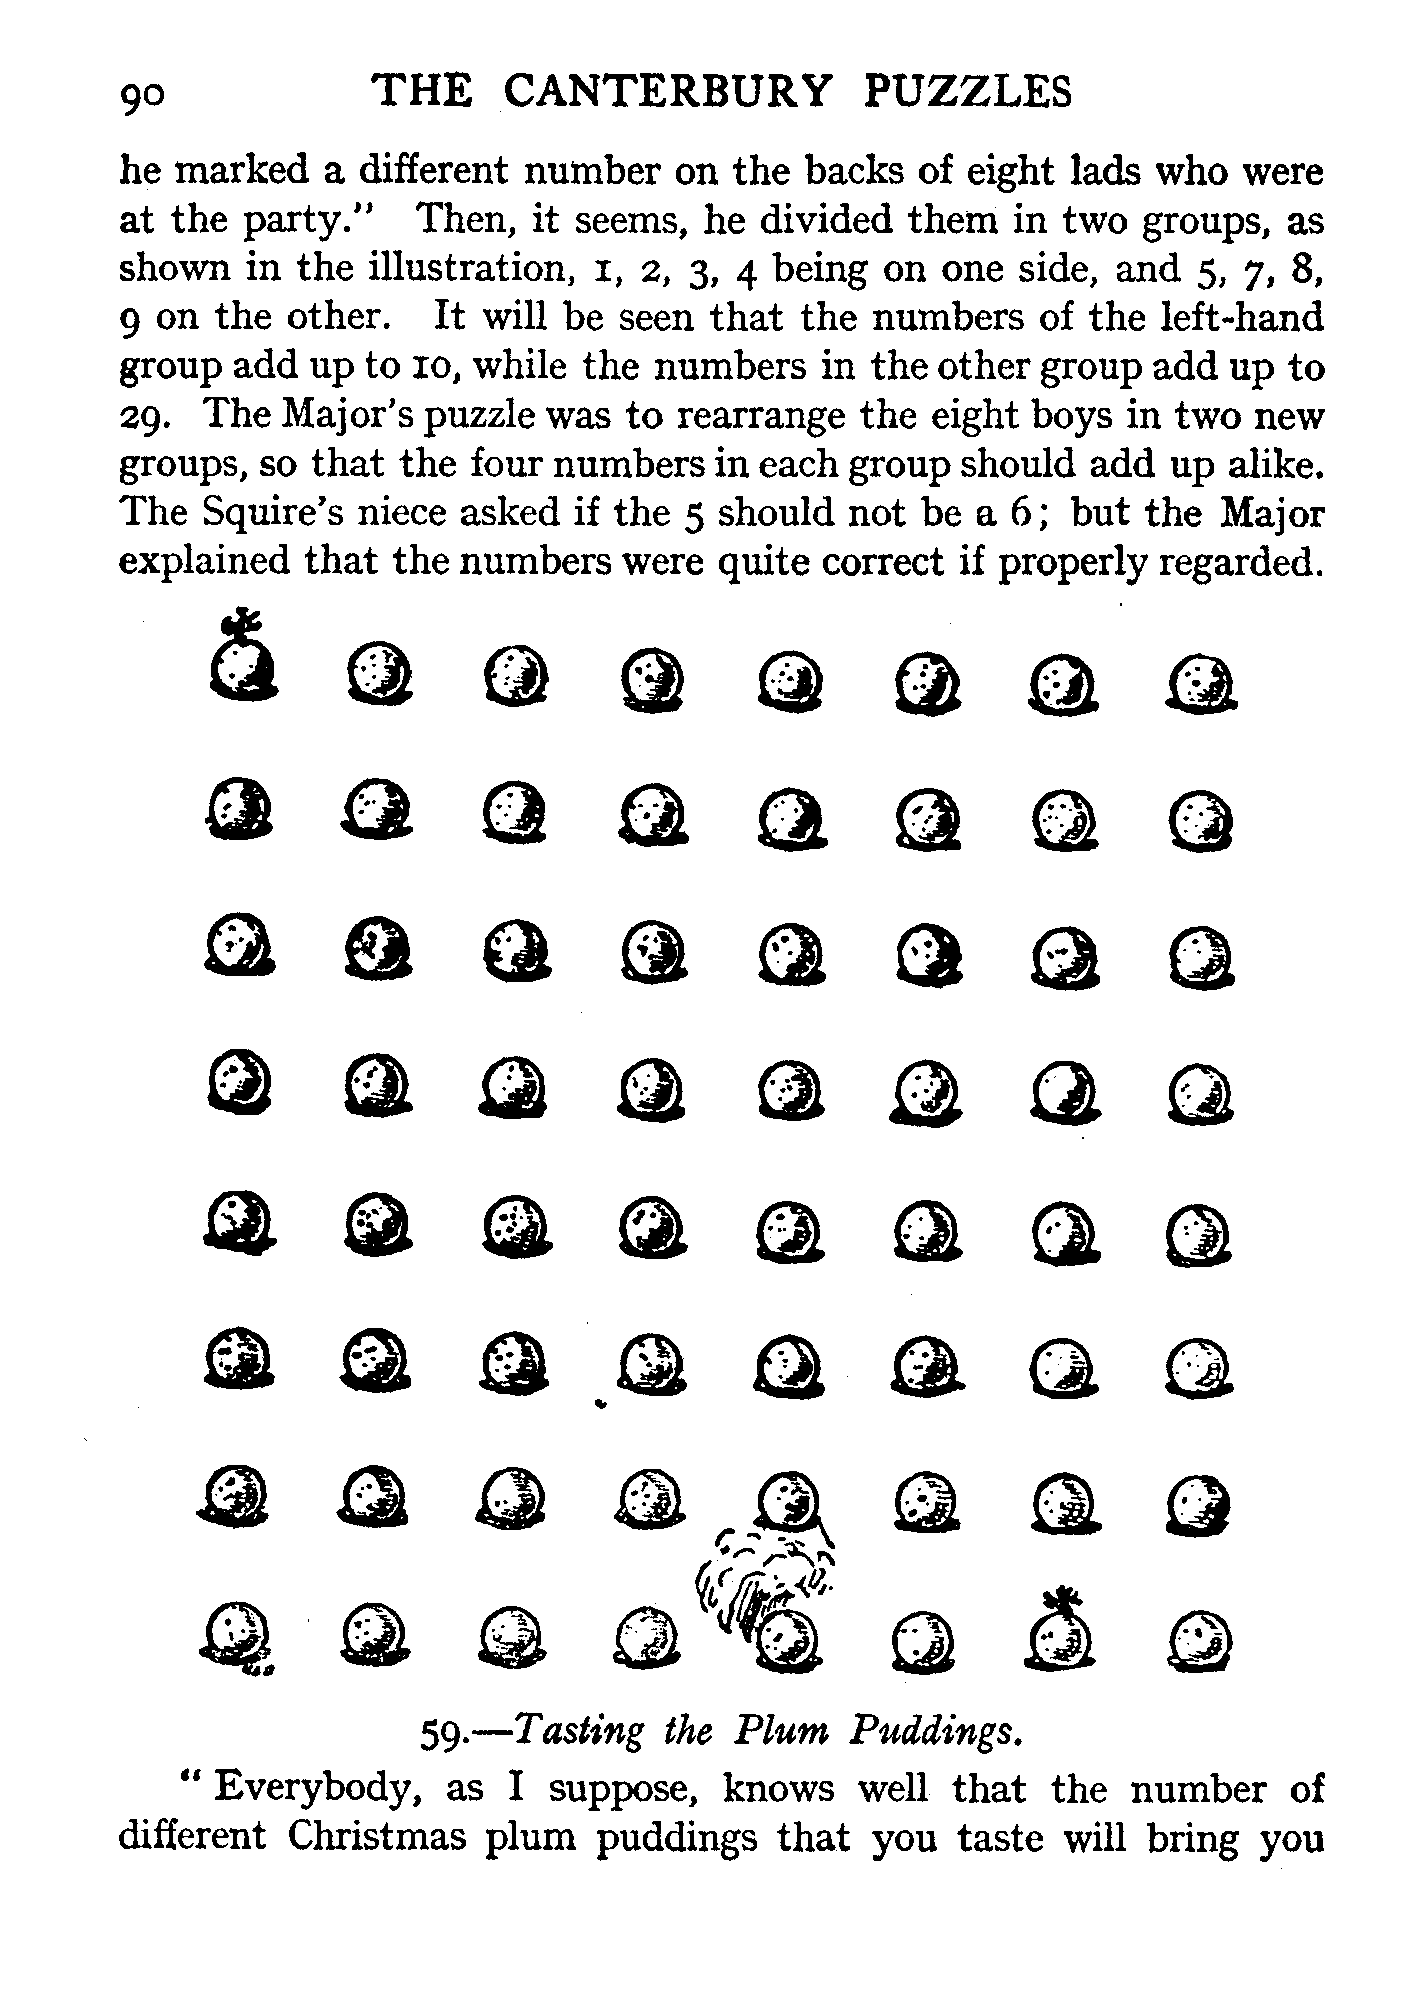 90 THE CANTERBURY PUZZLES
he marked a different number on the backs of eight lads who were
at the party." Then, it seems, he divided them in two groups, as
shown in the illustration, 1, 2, 3, 4 being on one side, and 5, 7, 8,
9 on the other. It will be seen that the numbers of the left-hand
group add up to 10, while the numbers in the other group add up to
29. The Major's puzzle was to rearrange the eight boys in two new
groups, so that the four numbers in each group should add up alike.
The Squire's niece asked if the 5 should not be a 6; but the Major
explained that the numbers were quite correct if properly regarded.
59.—Tasting the Plum Puddings.
"Everybody, as I suppose, knows well that the number of
different Christmas plum puddings that you taste will bring you